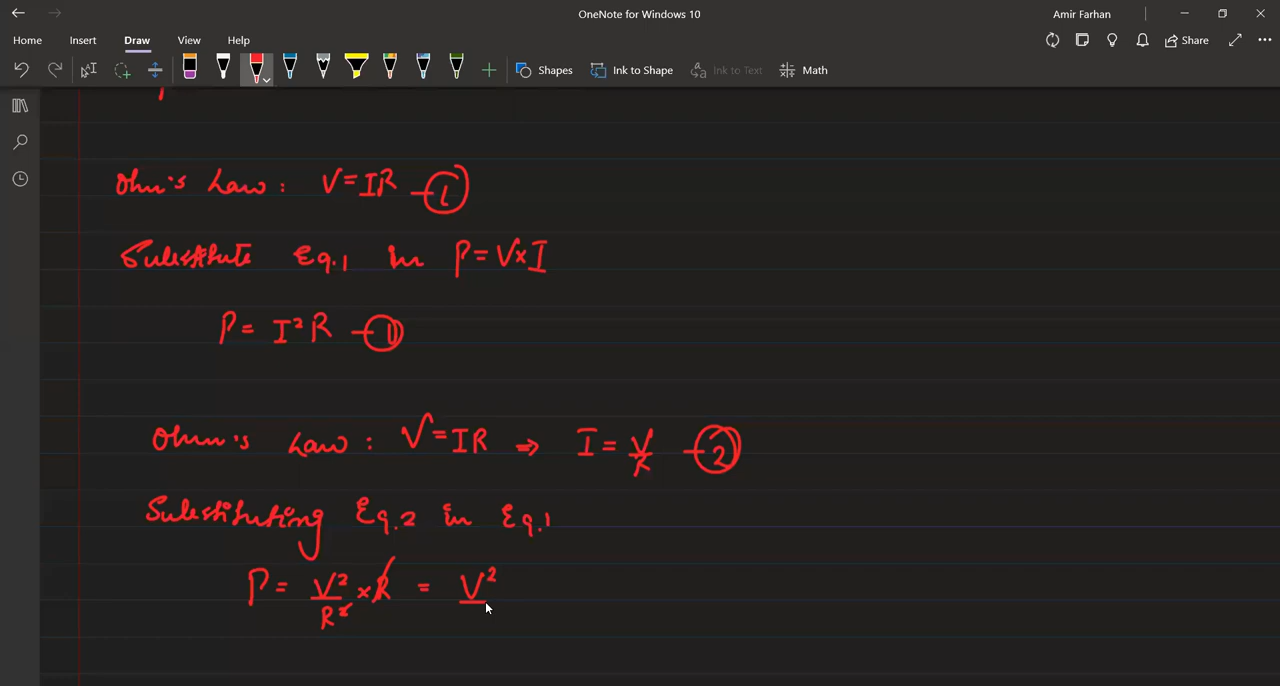 OneNote for Windows 10
Amir Farhan
Home Insert Draw View Help
Share
Shapes Ink to Shape Ink to Text Math
Ohm's Law: V=IR -①
Substitute Eq.1 in P=V×I
P= I²R -①
Ohm's Law: V=IR ⇒ I=V/R -②
Substituting Eq.2 in Eq.1
P= V²/R² ×R = V²